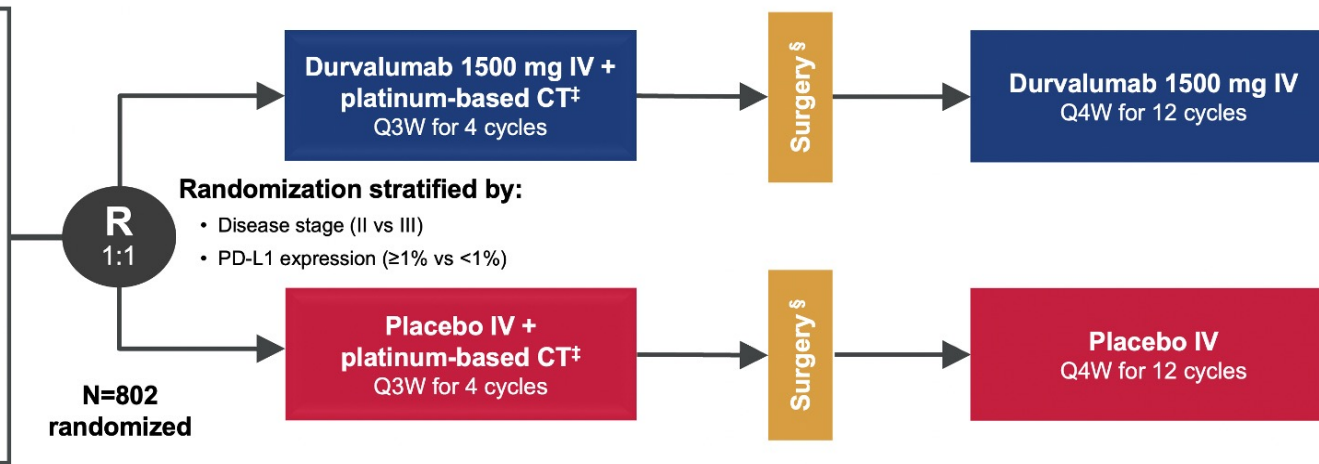 Durvalumab 1500 mg IV +
platinum-based CT‡
Q3W for 4 cycles
Surgery §
Durvalumab 1500 mg IV
Q4W for 12 cycles
R
1:1
Randomization stratified by:
• Disease stage (II vs III)
• PD-L1 expression (≥1% vs <1%)
Placebo IV +
platinum-based CT‡
Q3W for 4 cycles
Surgery §
Placebo IV
Q4W for 12 cycles
N=802
randomized